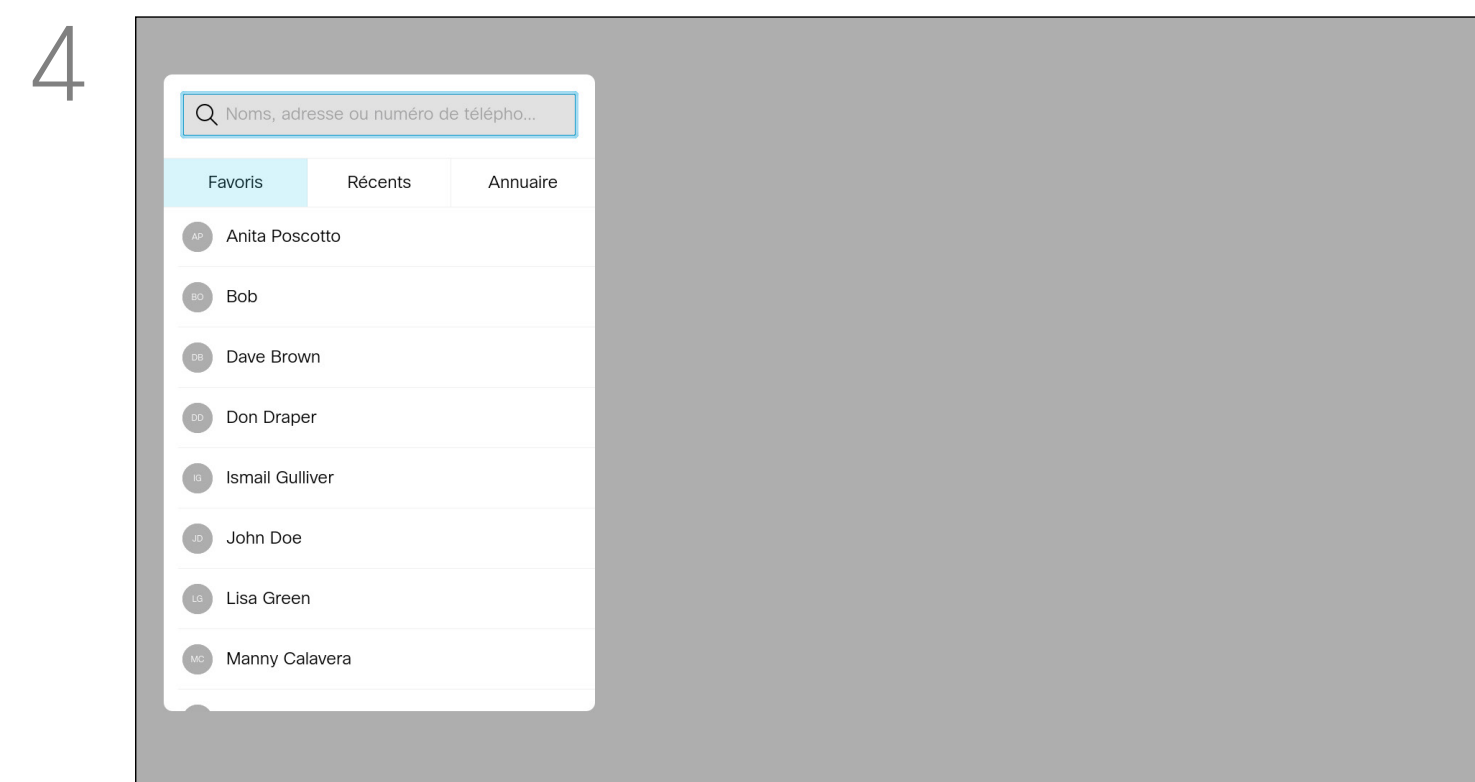 4
Noms, adresse ou numéro de télépho...
Favoris Récents Annuaire
AP Anita Poscotto
BO Bob
DB Dave Brown
DD Don Draper
IG Ismail Gulliver
JD John Doe
LG Lisa Green
MC Manny Calavera